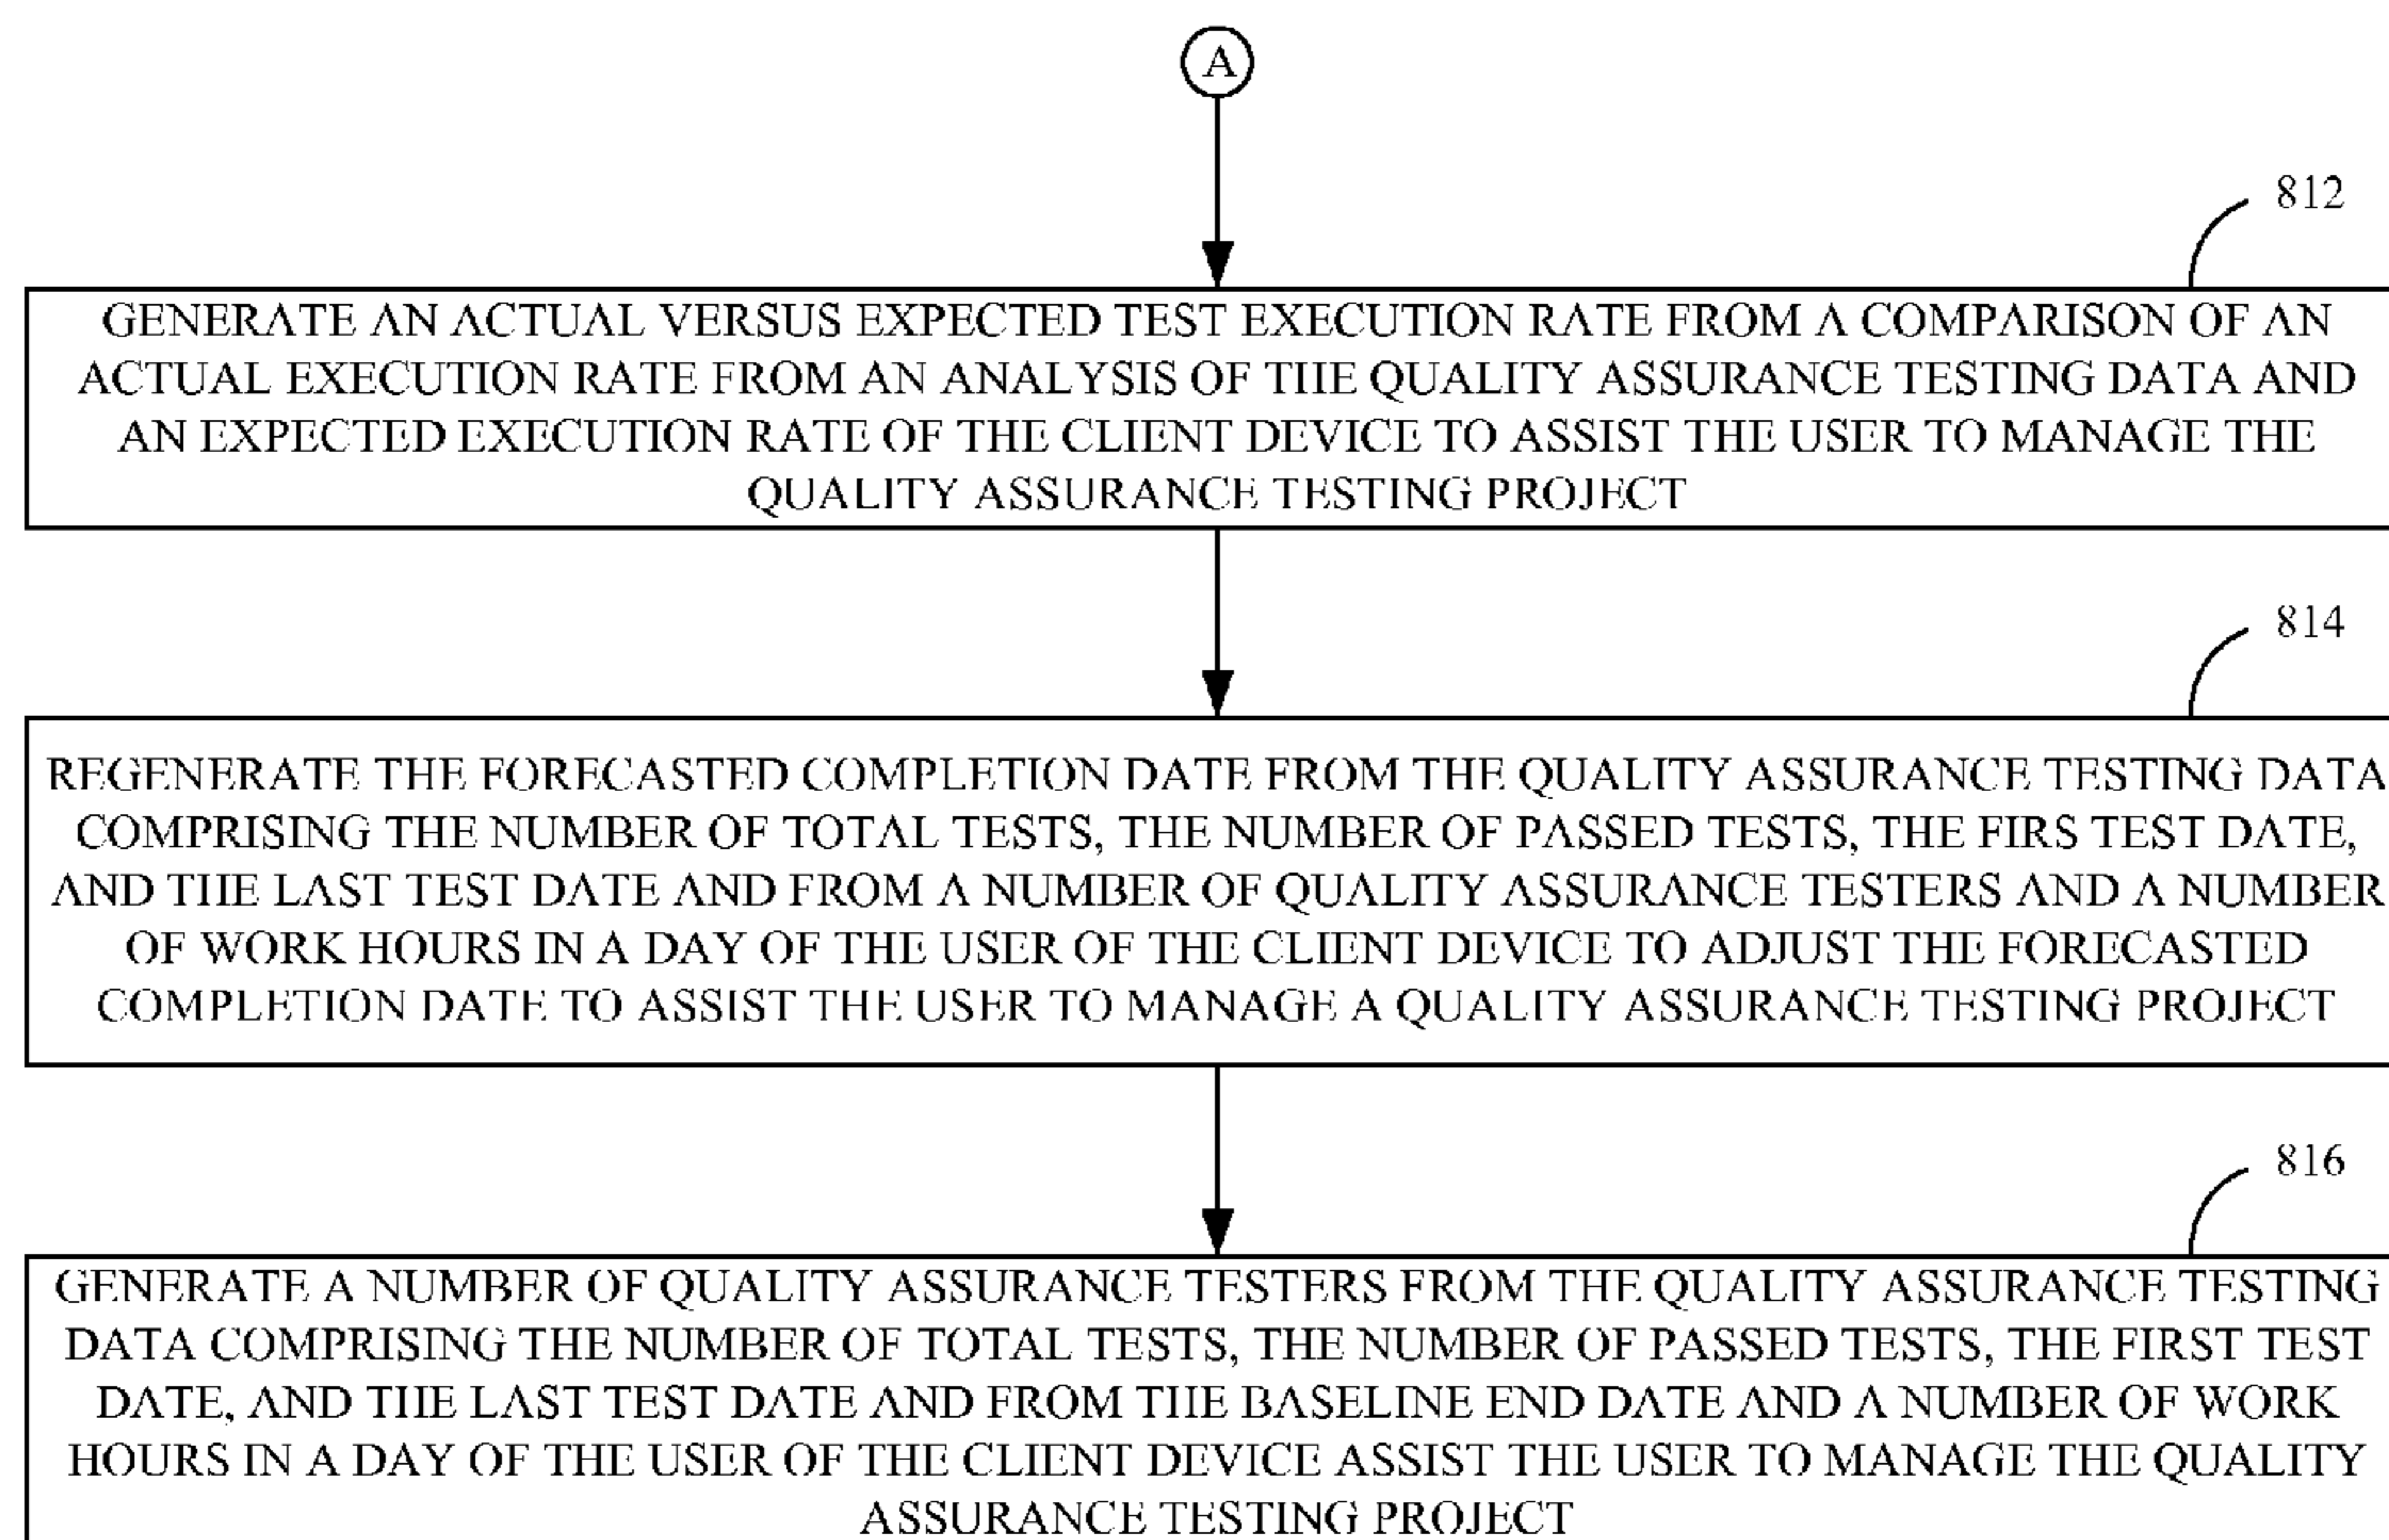 A
812
GENERATE AN ACTUAL VERSUS EXPECTED TEST EXECUTION RATE FROM A COMPARISON OF AN
ACTUAL EXECUTION RATE FROM AN ANALYSIS OF THE QUALITY ASSURANCE TESTING DATA AND
AN EXPECTED EXECUTION RATE OF THE CLIENT DEVICE TO ASSIST THE USER TO MANAGE THE
QUALITY ASSURANCE TESTING PROJECT
814
REGENERATE THE FORECASTED COMPLETION DATE FROM THE QUALITY ASSURANCE TESTING DATA
COMPRISING THE NUMBER OF TOTAL TESTS, THE NUMBER OF PASSED TESTS, THE FIRS TEST DATE,
AND THE LAST TEST DATE AND FROM A NUMBER OF QUALITY ASSURANCE TESTERS AND A NUMBER
OF WORK HOURS IN A DAY OF THE USER OF THE CLIENT DEVICE TO ADJUST THE FORECASTED
COMPLETION DATE TO ASSIST THE USER TO MANAGE A QUALITY ASSURANCE TESTING PROJECT
816
GENERATE A NUMBER OF QUALITY ASSURANCE TESTERS FROM THE QUALITY ASSURANCE TESTING
DATA COMPRISING THE NUMBER OF TOTAL TESTS, THE NUMBER OF PASSED TESTS, THE FIRST TEST
DATE, AND THE LAST TEST DATE AND FROM THE BASELINE END DATE AND A NUMBER OF WORK
HOURS IN A DAY OF THE USER OF THE CLIENT DEVICE ASSIST THE USER TO MANAGE THE QUALITY
ASSURANCE TESTING PROJECT